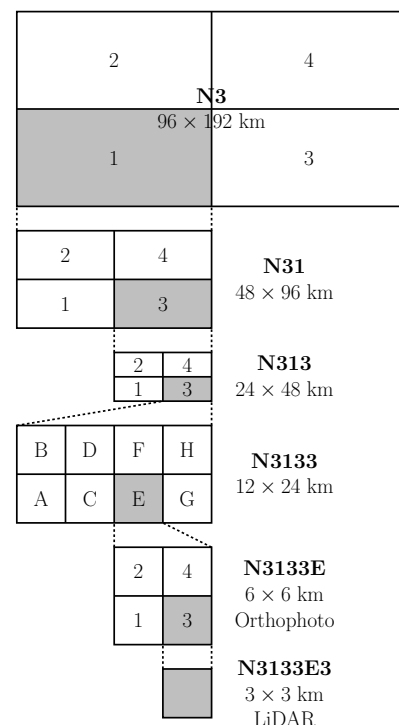 2 4
N3
96 × 192 km
1 3
2 4
N31
1 3
48 × 96 km
2 4
N313
1 3
24 × 48 km
B D F H
N3133
12 × 24 km
A C E G
2 4
N3133E
6 × 6 km
1 3
Orthophoto
N3133E3
3 × 3 km
LiDAR